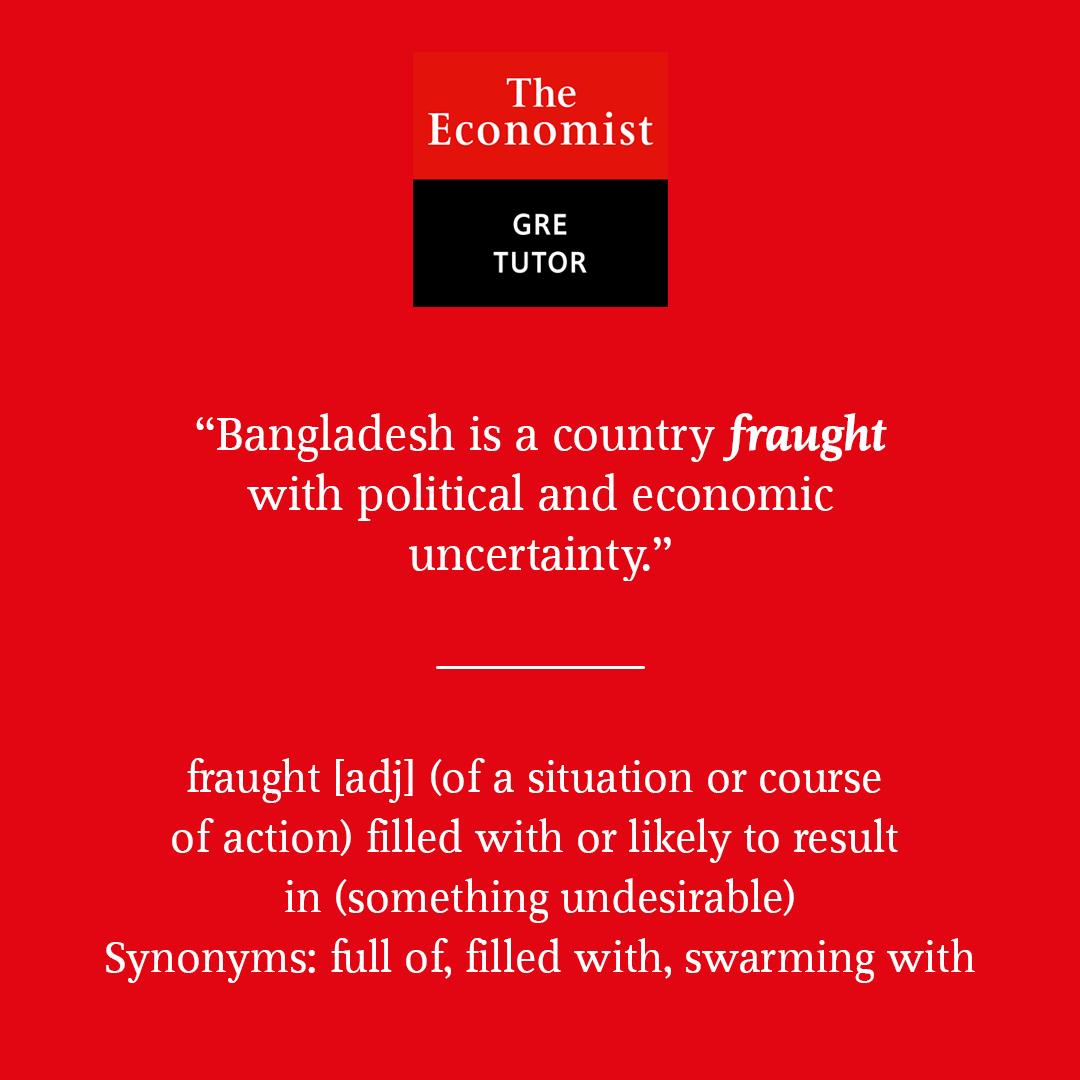 The
Economist
GRE
TUTOR
“Bangladesh is a country fraught
with political and economic
uncertainty.”
fraught [adj] (of a situation or course
of action) filled with or likely to result
in (something undesirable)
Synonyms: full of, filled with, swarming with